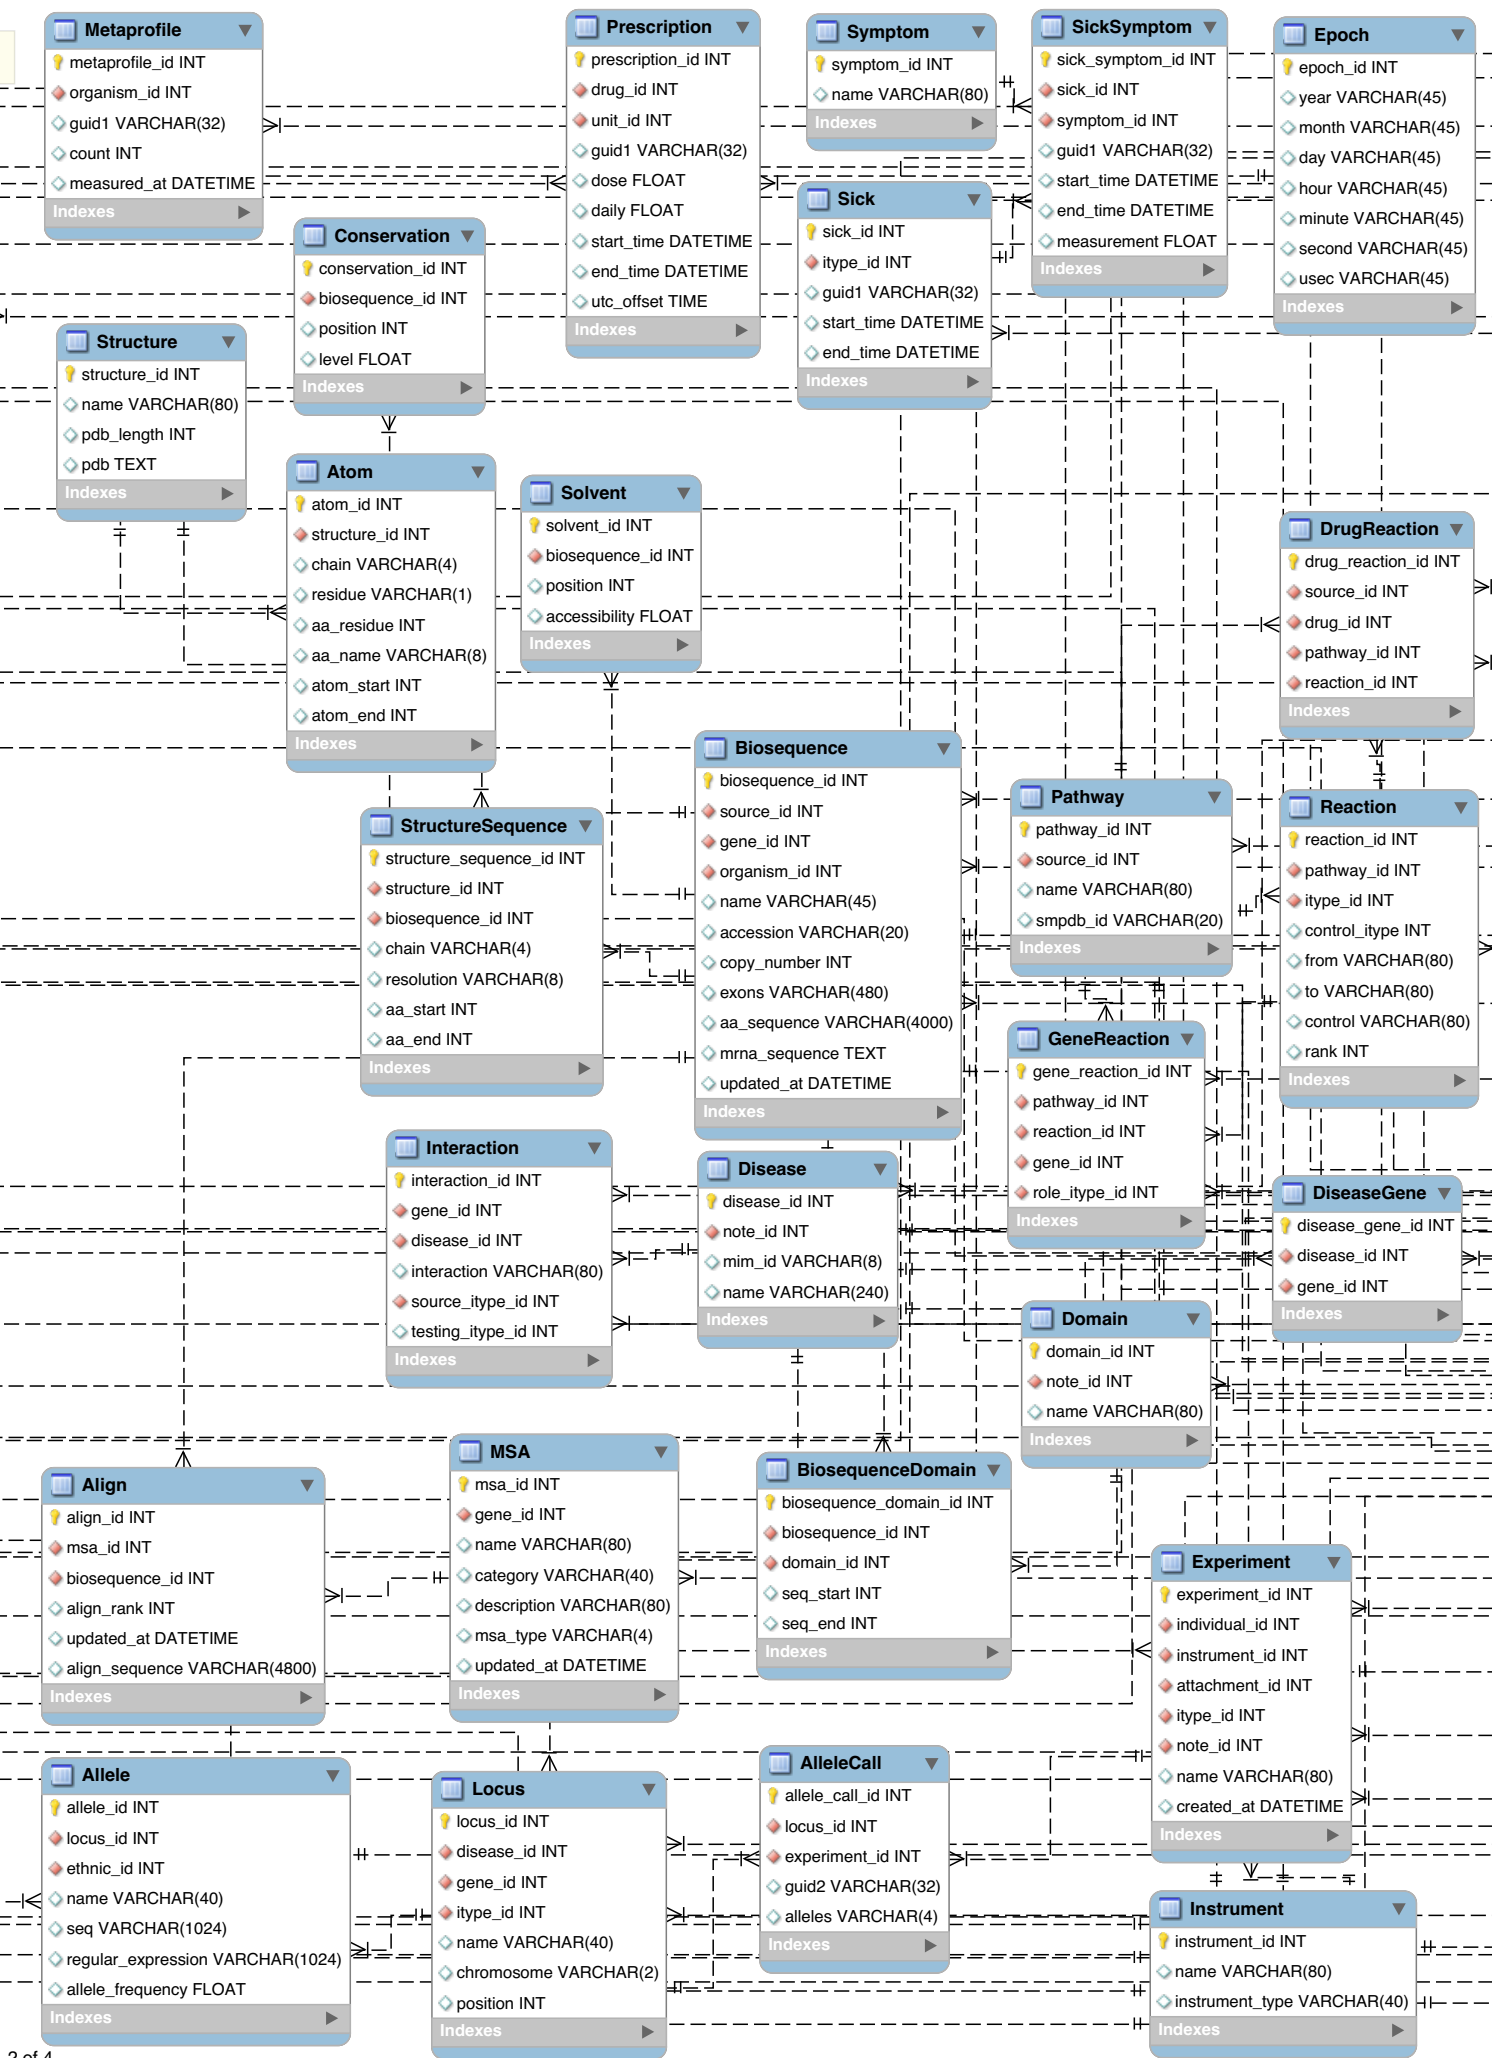 Metaprofile
metaprofile_id INT
organism_id INT
guid1 VARCHAR(32)
count INT
measured_at DATETIME
Indexes
Prescription
prescription_id INT
drug_id INT
unit_id INT
guid1 VARCHAR(32)
dose FLOAT
daily FLOAT
start_time DATETIME
end_time DATETIME
utc_offset TIME
Indexes
Symptom
symptom_id INT
name VARCHAR(80)
Indexes
SickSymptom
sick_symptom_id INT
sick_id INT
symptom_id INT
guid1 VARCHAR(32)
start_time DATETIME
end_time DATETIME
measurement FLOAT
Indexes
Epoch
epoch_id INT
year VARCHAR(45)
month VARCHAR(45)
day VARCHAR(45)
hour VARCHAR(45)
minute VARCHAR(45)
second VARCHAR(45)
usec VARCHAR(45)
Indexes
Sick
sick_id INT
itype_id INT
guid1 VARCHAR(32)
start_time DATETIME
end_time DATETIME
Indexes
Conservation
conservation_id INT
biosequence_id INT
position INT
level FLOAT
Indexes
Structure
structure_id INT
name VARCHAR(80)
pdb_length INT
pdb TEXT
Indexes
Atom
atom_id INT
structure_id INT
chain VARCHAR(4)
residue VARCHAR(1)
aa_residue INT
aa_name VARCHAR(8)
atom_start INT
atom_end INT
Indexes
Solvent
solvent_id INT
biosequence_id INT
position INT
accessibility FLOAT
Indexes
DrugReaction
drug_reaction_id INT
source_id INT
drug_id INT
pathway_id INT
reaction_id INT
Indexes
Biosequence
biosequence_id INT
source_id INT
gene_id INT
organism_id INT
name VARCHAR(45)
accession VARCHAR(20)
copy_number INT
exons VARCHAR(480)
aa_sequence VARCHAR(4000)
mrna_sequence TEXT
updated_at DATETIME
Indexes
Pathway
pathway_id INT
source_id INT
name VARCHAR(80)
smpdb_id VARCHAR(20)
Indexes
Reaction
reaction_id INT
pathway_id INT
itype_id INT
control_itype INT
from VARCHAR(80)
to VARCHAR(80)
control VARCHAR(80)
rank INT
Indexes
StructureSequence
structure_sequence_id INT
structure_id INT
biosequence_id INT
chain VARCHAR(4)
resolution VARCHAR(8)
aa_start INT
aa_end INT
Indexes
GeneReaction
gene_reaction_id INT
pathway_id INT
reaction_id INT
gene_id INT
role_itype_id INT
Indexes
Interaction
interaction_id INT
gene_id INT
disease_id INT
interaction VARCHAR(80)
source_itype_id INT
testing_itype_id INT
Indexes
Disease
disease_id INT
note_id INT
mim_id VARCHAR(8)
name VARCHAR(240)
Indexes
DiseaseGene
disease_gene_id INT
disease_id INT
gene_id INT
Indexes
Domain
domain_id INT
note_id INT
name VARCHAR(80)
Indexes
Align
align_id INT
msa_id INT
biosequence_id INT
align_rank INT
updated_at DATETIME
align_sequence VARCHAR(4800)
Indexes
MSA
msa_id INT
gene_id INT
name VARCHAR(80)
category VARCHAR(40)
description VARCHAR(80)
msa_type VARCHAR(4)
updated_at DATETIME
Indexes
BiosequenceDomain
biosequence_domain_id INT
biosequence_id INT
domain_id INT
seq_start INT
seq_end INT
Indexes
Experiment
experiment_id INT
individual_id INT
instrument_id INT
attachment_id INT
itype_id INT
note_id INT
name VARCHAR(80)
created_at DATETIME
Indexes
Allele
allele_id INT
locus_id INT
ethnic_id INT
name VARCHAR(40)
seq VARCHAR(1024)
regular_expression VARCHAR(1024)
allele_frequency FLOAT
Indexes
Locus
locus_id INT
disease_id INT
gene_id INT
itype_id INT
name VARCHAR(40)
chromosome VARCHAR(2)
position INT
Indexes
AlleleCall
allele_call_id INT
locus_id INT
experiment_id INT
guid2 VARCHAR(32)
alleles VARCHAR(4)
Indexes
Instrument
instrument_id INT
name VARCHAR(80)
instrument_type VARCHAR(40)
Indexes
2 of 4